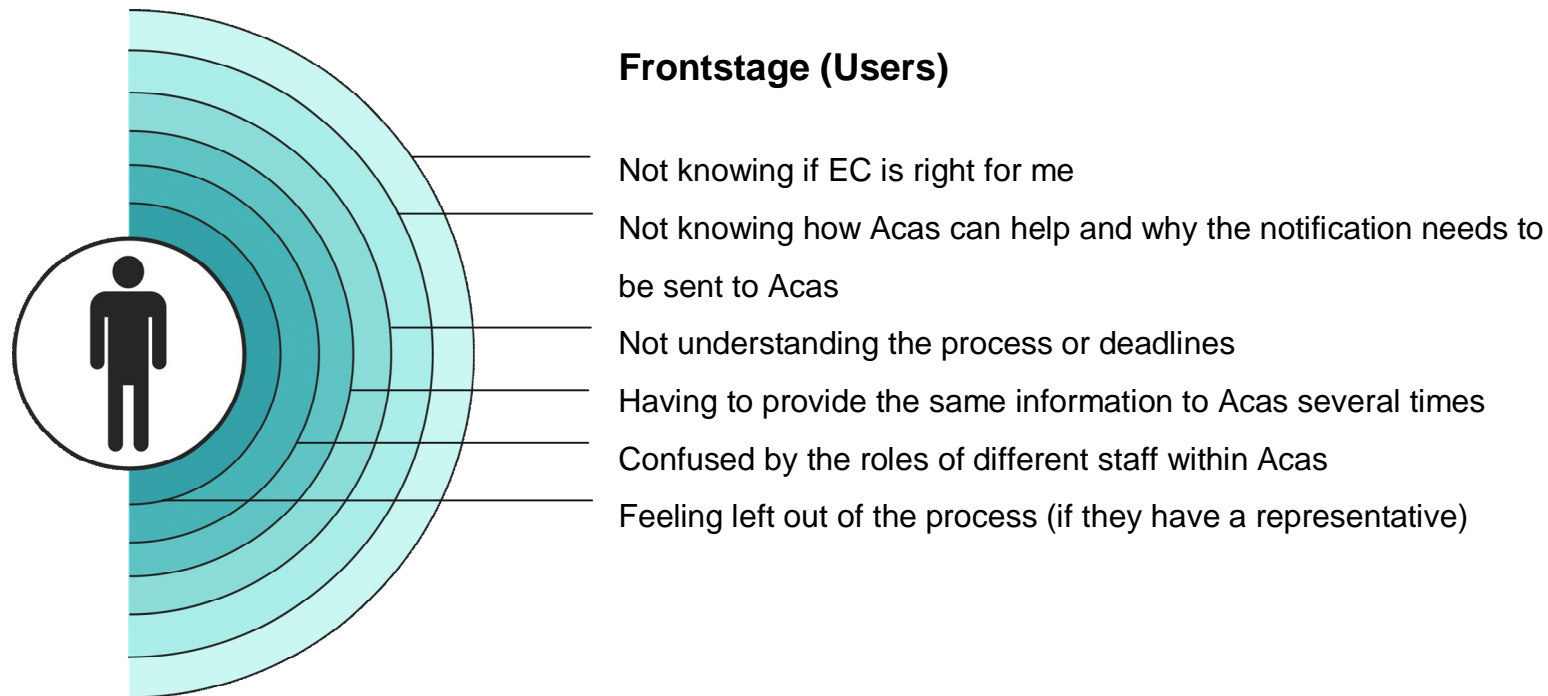 Frontstage (Users)
Not knowing if EC is right for me
Not knowing how Acas can help and why the notification needs to
be sent to Acas
Not understanding the process or deadlines
Having to provide the same information to Acas several times
Confused by the roles of different staff within Acas
Feeling left out of the process (if they have a representative)